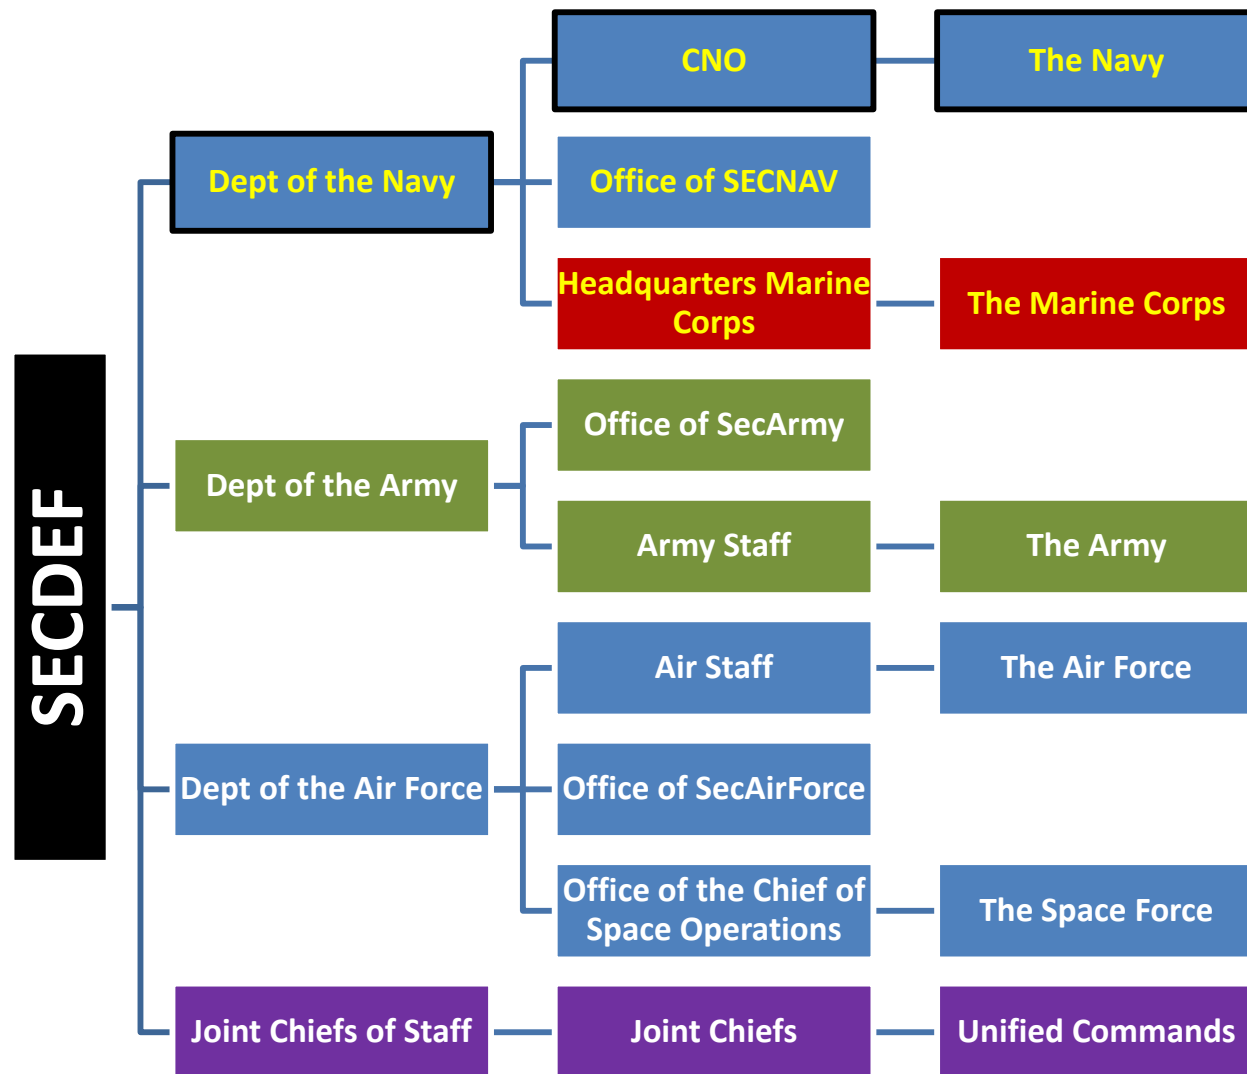 CNO
The Navy
Dept of the Navy
Office of SECNAV
Headquarters Marine
Corps
The Marine Corps
SECDEF
Office of SecArmy
Dept of the Army
Army Staff
The Army
Air Staff
The Air Force
Dept of the Air Force
Office of SecAirForce
Office of the Chief of
Space Operations
The Space Force
Joint Chiefs of Staff
Joint Chiefs
Unified Commands